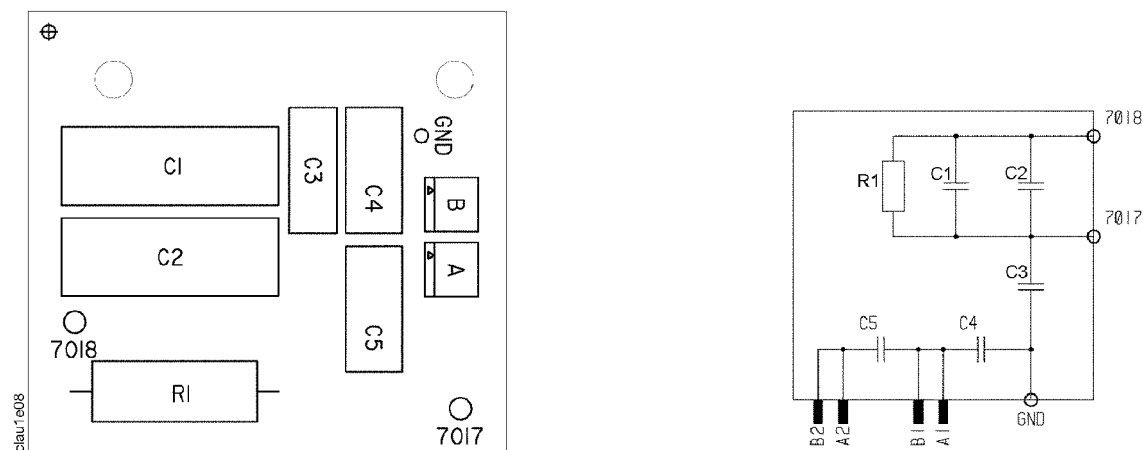 C1
C2
C3
C4
C5
GND
B
A
7018
R1
7017
clau1e08
7018
R1
C1
C2
7017
C3
C5
C4
B2
A2
B1
A1
GND